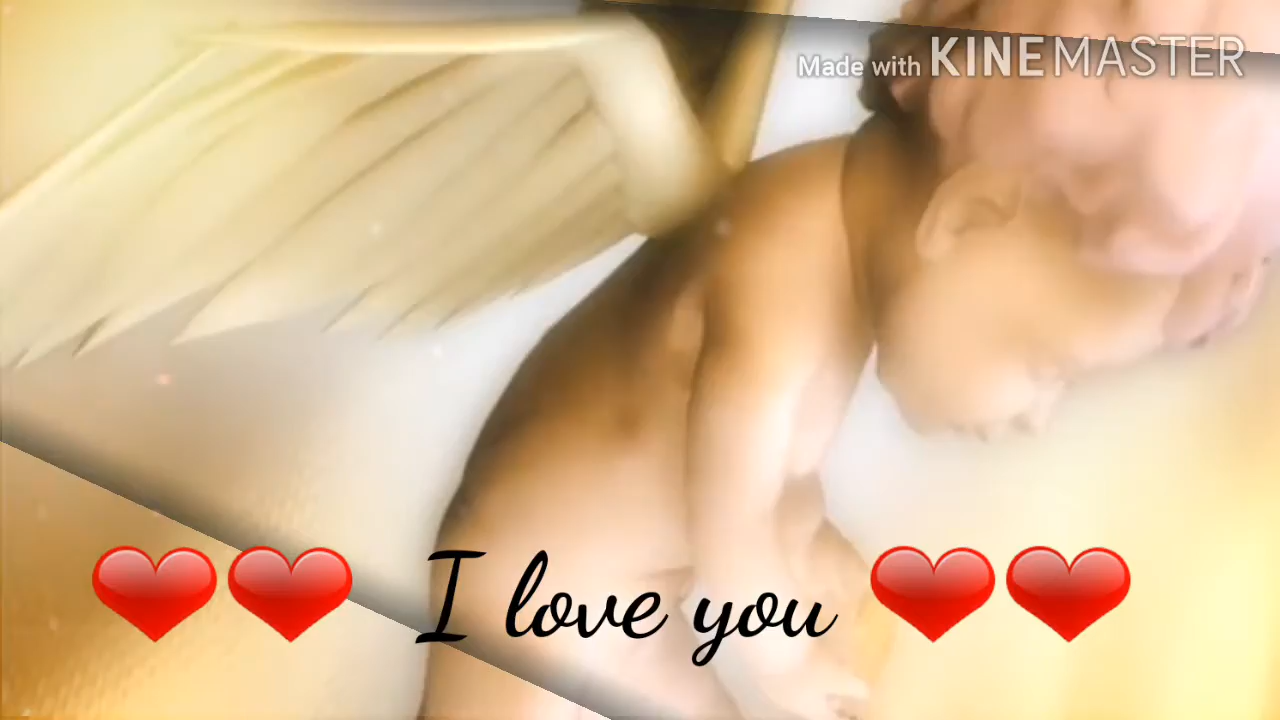 Made with KINEMASTER
❤️❤️ I love you ❤️❤️